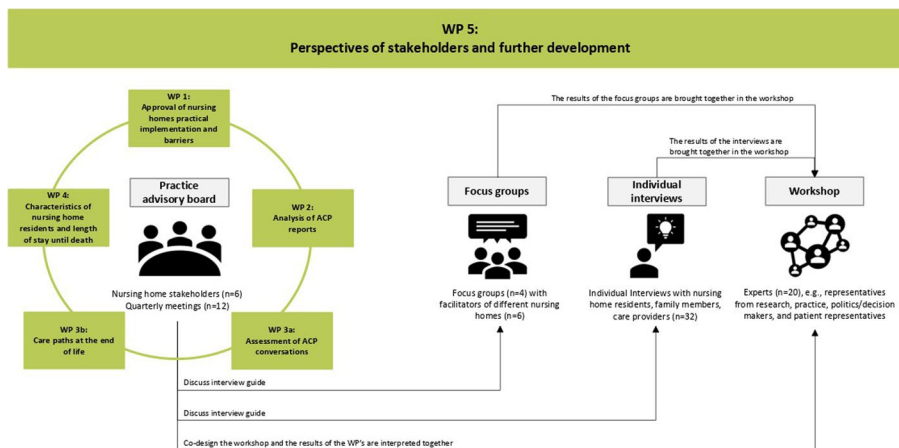 WP 5:
Perspectives of stakeholders and further development
WP 1:
Approval of nursing
homes practical
implementation and
barriers
WP 4:
Characteristics of
nursing home
residents and length
of stay until death
Practice
advisory board
WP 2:
Analysis of ACP
reports
Nursing home stakeholders (n=6)
Quarterly meetings (n=12)
WP 3b:
Care paths at the end
of life
WP 3a:
Assessment of ACP
conversations
The results of the focus groups are brought together in the workshop
The results of the interviews are
brought together in the workshop
Focus groups
Individual
interviews
Workshop
Focus groups (n=4) with
facilitators of different nursing
homes (n=6)
Individual Interviews with nursing
home residents, family members,
care providers (n=32)
Experts (n=20), e.g., representatives
from research, practice, politics/decision
makers, and patient representatives
Discuss interview guide
Discuss interview guide
Co-design the workshop and the results of the WP's are interpreted together